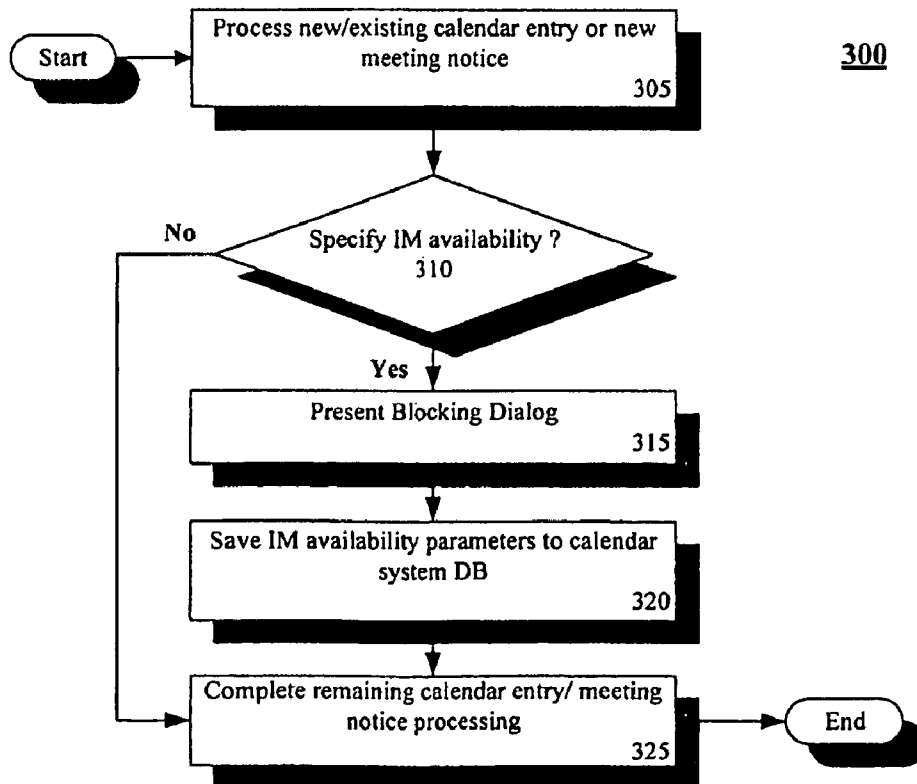 Process new/existing calendar entry or new
meeting notice
305
Start
300
No
Specify IM availability ?
310
Yes
Present Blocking Dialog
315
Save IM availability parameters to calendar
system DB
320
Complete remaining calendar entry/ meeting
notice processing
325
End